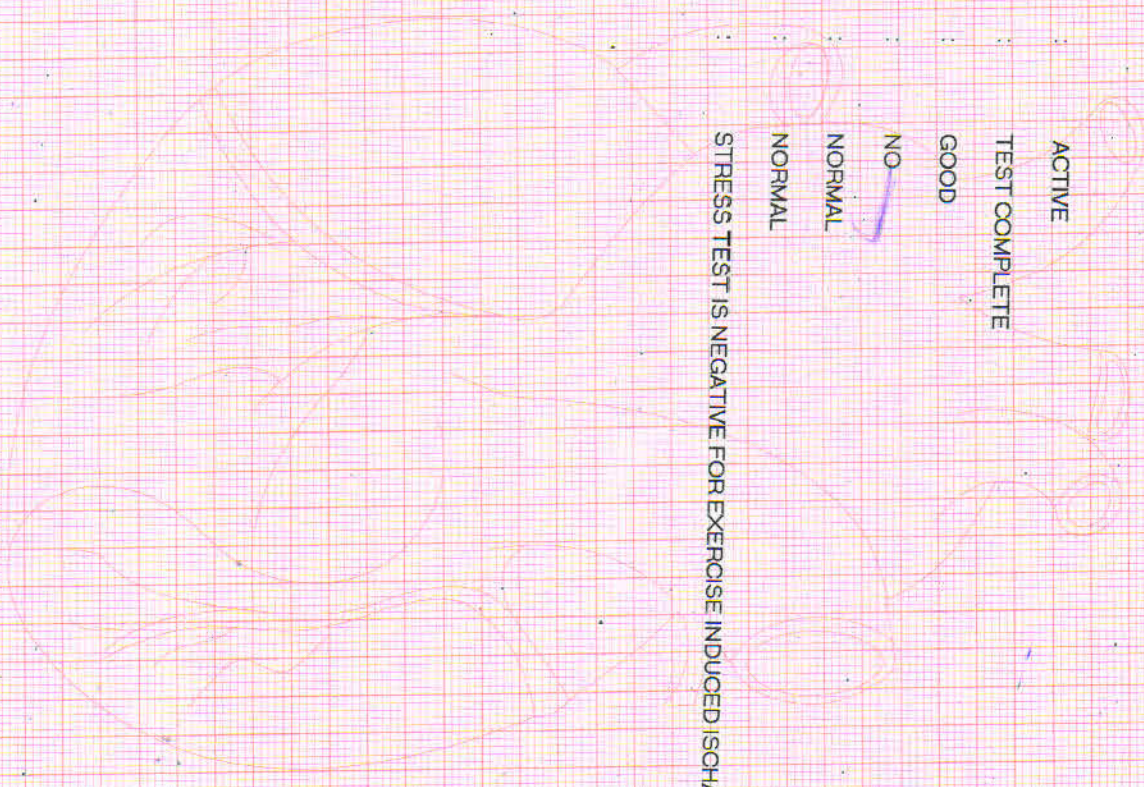 : ACTIVE
: TEST COMPLETE
: GOOD
: NO
: NORMAL
: NORMAL
: STRESS TEST IS NEGATIVE FOR EXERCISE INDUCED ISCH